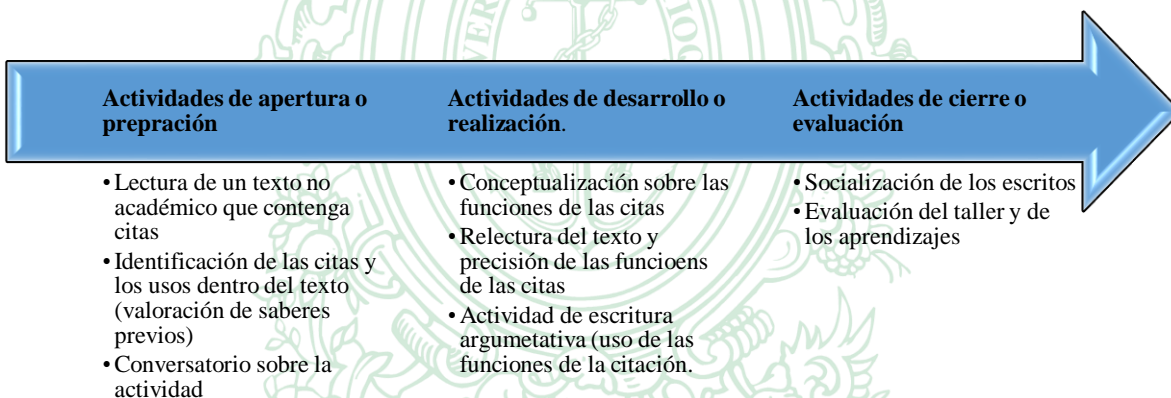 Actividades de apertura o
prepración
• Lectura de un texto no
académico que contenga
citas
• Identificación de las citas y
los usos dentro del texto
(valoración de saberes
previos)
• Conversatorio sobre la
actividad
Actividades de desarrollo o
realización.
• Conceptualización sobre las
funciones de las citas
• Relectura del texto y
precisión de las funcioens
de las citas
• Actividad de escritura
argumetativa (uso de las
funciones de la citación.
Actividades de cierre o
evaluación
• Socialización de los escritos
• Evaluación del taller y de
los aprendizajes